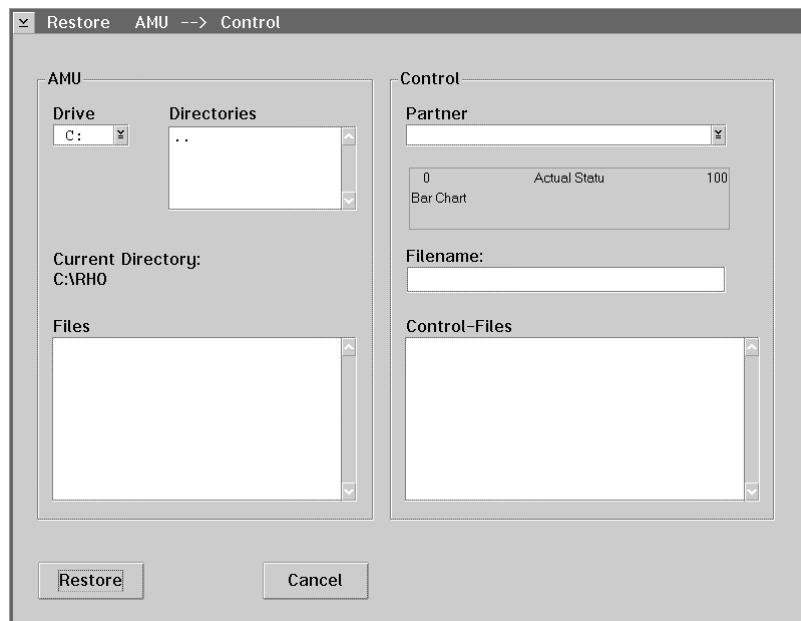 Restore AMU --> Control
AMU
Drive
C:
Directories
..
Current Directory:
C:\RHO
Files
Control
Partner
0 Actual Statu 100
Bar Chart
Filename:
Control-Files
Restore
Cancel